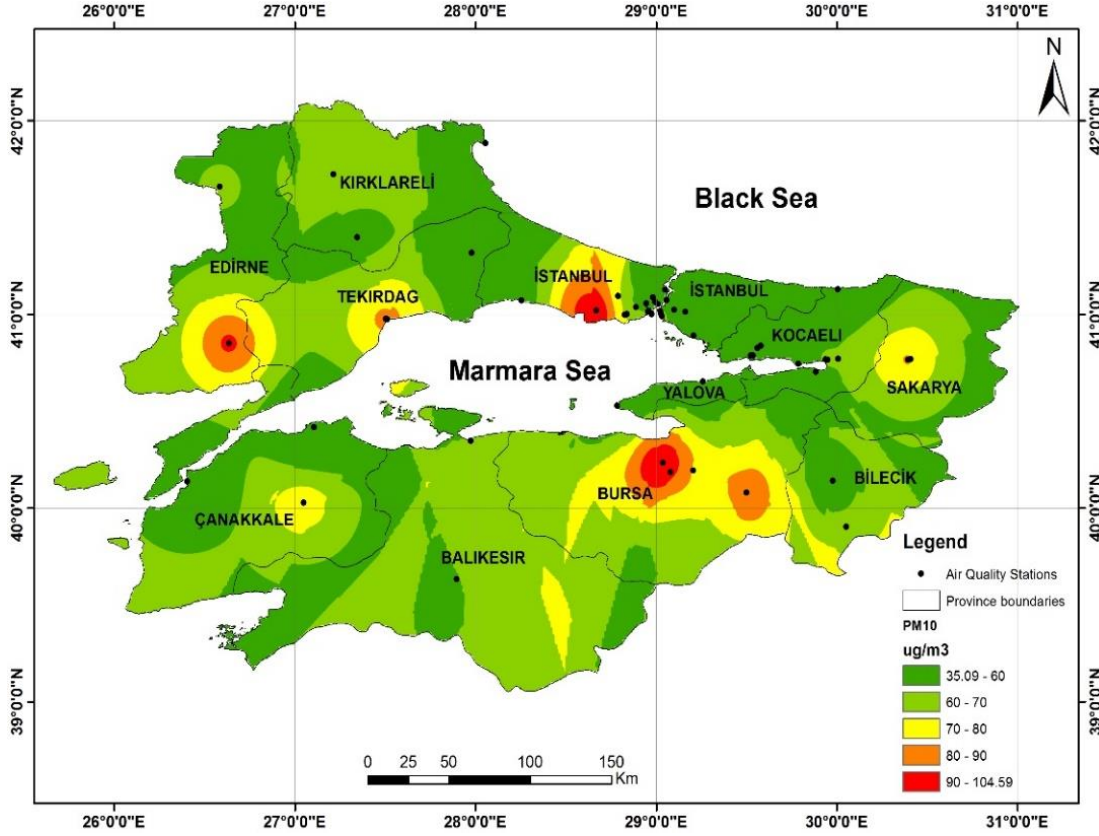 26°0'0"E 27°0'0"E 28°0'0"E 29°0'0"E 30°0'0"E 31°0'0"E
N
42°0'0"N 42°0'0"N
KIRKLARELİ
Black Sea
EDİRNE
İSTANBUL
İSTANBUL
TEKIRDAG
41°0'0"N 41°0'0"N
KOCAELI
Marmara Sea
YALOVA
SAKARYA
BİLECİK
BURSA
ÇANAKKALE
40°0'0"N 40°0'0"N
BALIKESIR
Legend
Air Quality Stations
Province boundaries
PM10
ug/m3
35.09 - 60
60 - 70
70 - 80
80 - 90
90 - 104.59
39°0'0"N 39°0'0"N
0 25 50 100 150
Km
26°0'0"E 27°0'0"E 28°0'0"E 29°0'0"E 30°0'0"E 31°0'0"E